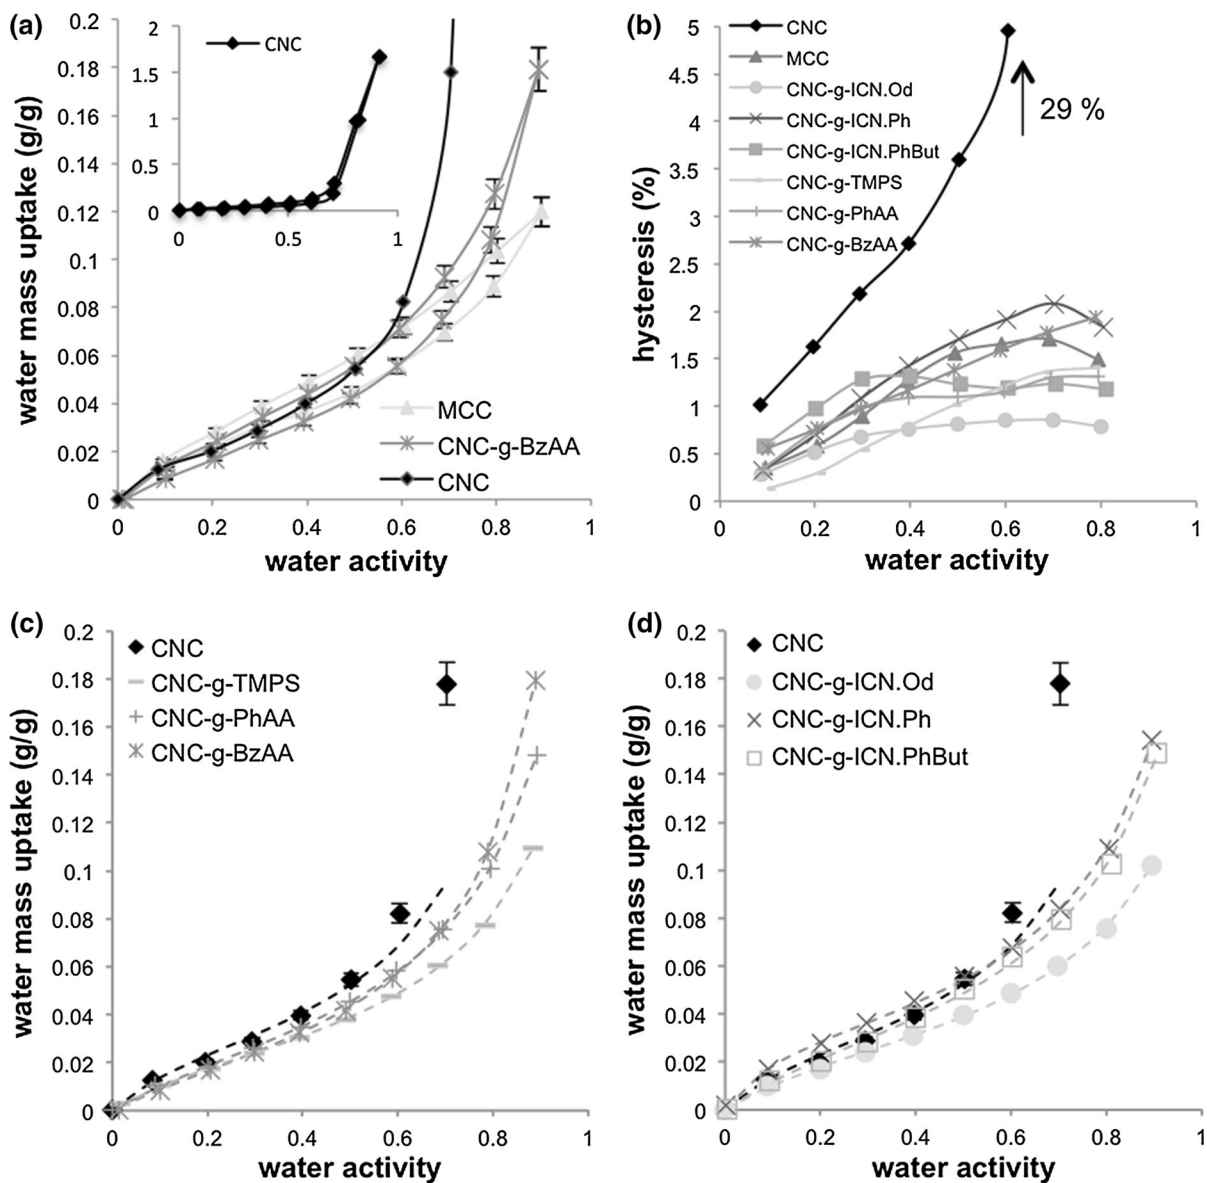 (a)
0.2
0.18
0.16
0.14
0.12
0.1
0.08
0.06
0.04
0.02
0
water mass uptake (g/g)
2
1.5
1
0.5
0
CNC
0
0.5
1
MCC
CNC-g-BzAA
CNC
0
0.2
0.4
0.6
0.8
1
water activity
(b)
5
4.5
4
3.5
3
2.5
2
1.5
1
0.5
0
hysteresis (%)
CNC
MCC
CNC-g-ICN.Od
CNC-g-ICN.Ph
CNC-g-ICN.PhBut
CNC-g-TMPS
CNC-g-PhAA
CNC-g-BzAA
29 %
0
0.2
0.4
0.6
0.8
1
water activity
(c)
0.2
0.18
0.16
0.14
0.12
0.1
0.08
0.06
0.04
0.02
0
water mass uptake (g/g)
CNC
CNC-g-TMPS
CNC-g-PhAA
CNC-g-BzAA
0
0.2
0.4
0.6
0.8
1
water activity
(d)
0.2
0.18
0.16
0.14
0.12
0.1
0.08
0.06
0.04
0.02
0
water mass uptake (g/g)
CNC
CNC-g-ICN.Od
CNC-g-ICN.Ph
CNC-g-ICN.PhBut
0
0.2
0.4
0.6
0.8
1
water activity